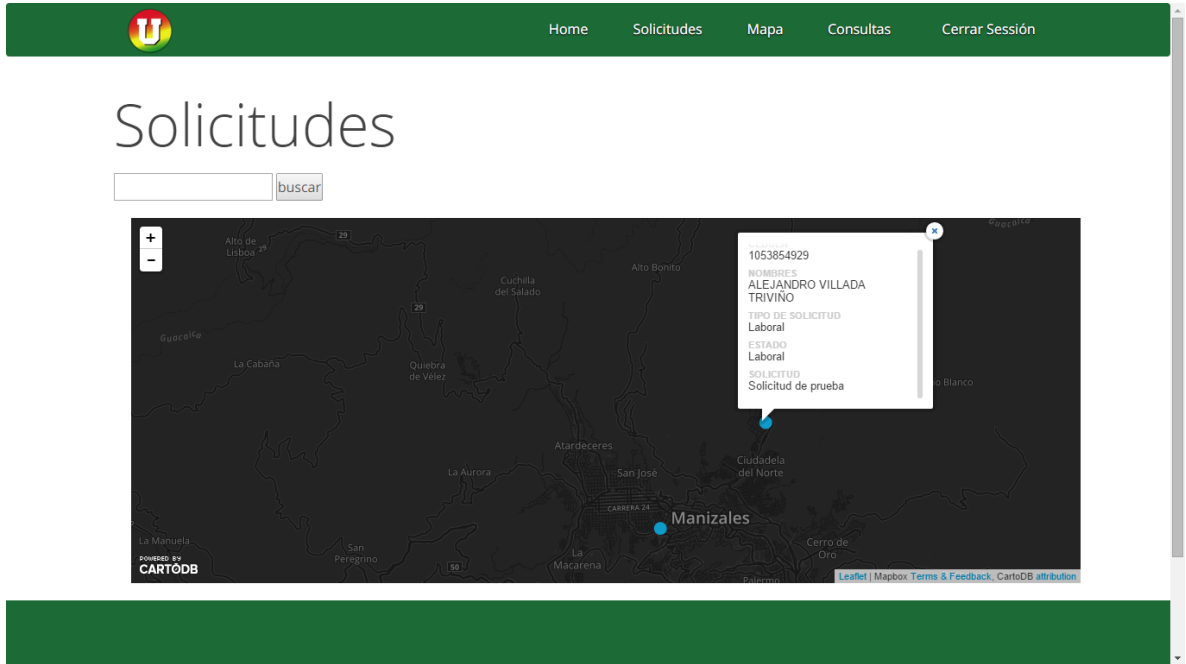 U
Home Solicitudes Mapa Consultas Cerrar Sessión
Solicitudes
buscar
+
−
Alto de
Lisboa
29
29
29
Cuchilla
del Salado
Alto Bonito
Guacaica
Guacaica
La Cabaña
Quiebra
de Vélez
1053854929
NOMBRES
ALEJANDRO VILLADA
TRIVIÑO
TIPO DE SOLICITUD
Laboral
ESTADO
Laboral
SOLICITUD
Solicitud de prueba
Blanco
Atardeceres
La Aurora
San José
Ciudadela
del Norte
CARRERA 24
Manizales
La Manuela
San
Peregrino
50
La
Macarena
Cerro de
Oro
Palermo
POWERED BY
CARTODB
Leaflet | Mapbox Terms & Feedback, CartoDB attribution